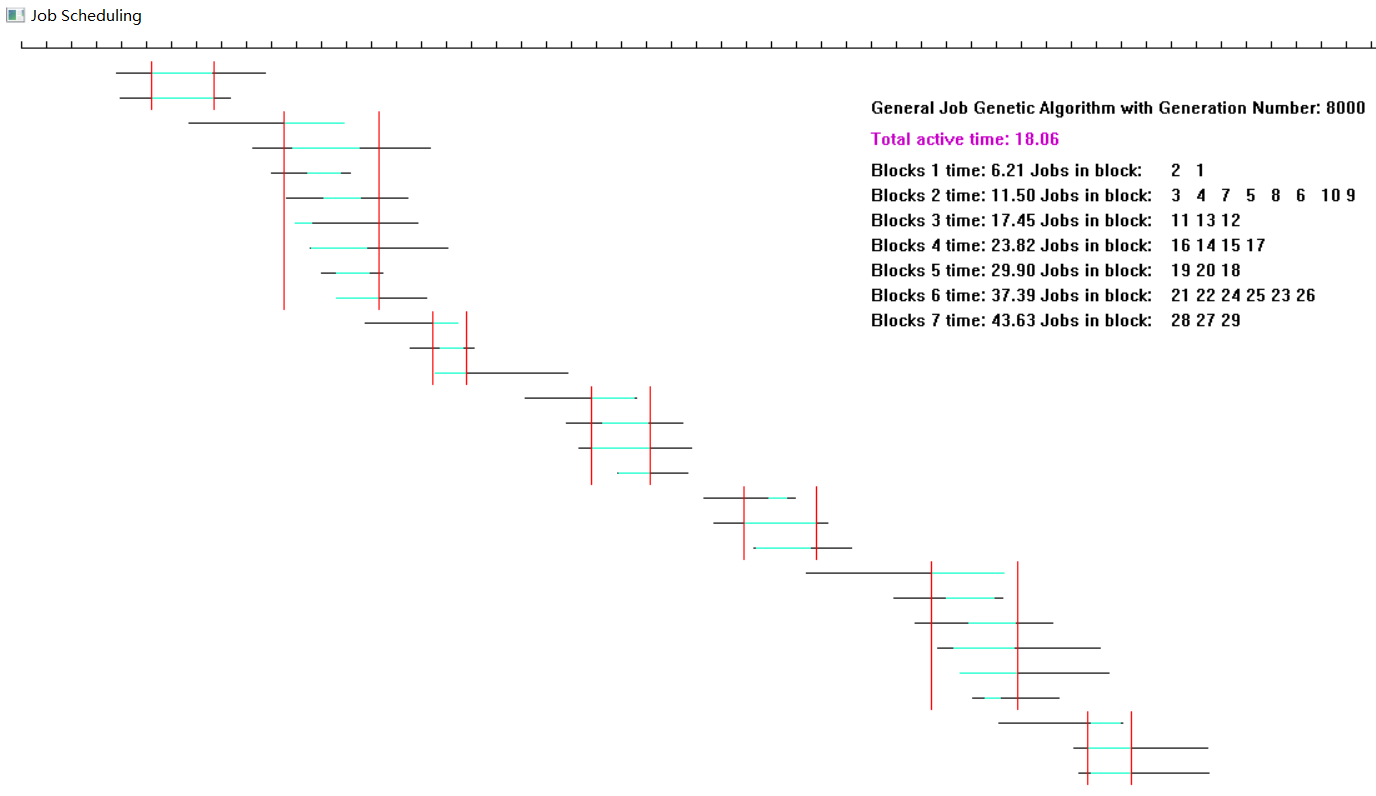 Job Scheduling
General Job Genetic Algorithm with Generation Number: 8000
Total active time: 18.06
Blocks 1 time: 6.21 Jobs in block: 2 1
Blocks 2 time: 11.50 Jobs in block: 3 4 7 5 8 6 10 9
Blocks 3 time: 17.45 Jobs in block: 11 13 12
Blocks 4 time: 23.82 Jobs in block: 16 14 15 17
Blocks 5 time: 29.90 Jobs in block: 19 20 18
Blocks 6 time: 37.39 Jobs in block: 21 22 24 25 23 26
Blocks 7 time: 43.63 Jobs in block: 28 27 29